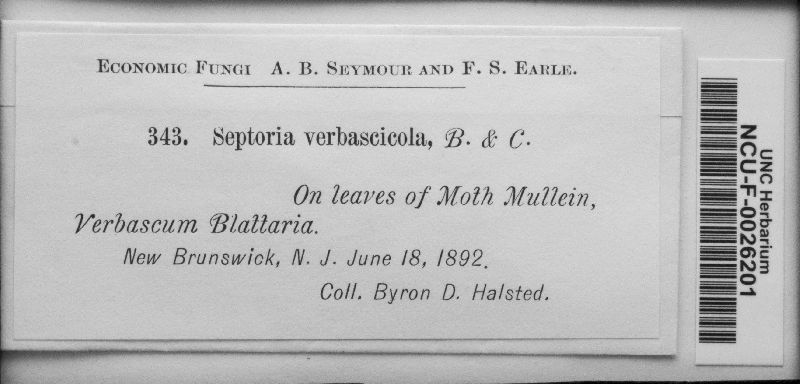 Economic Fungi A. B. Seymour and F. S. Earle.
343. Septoria verbascicola, B. & C.
On leaves of Moth Mullein,
Verbascum Blattaria.
New Brunswick, N. J. June 18, 1892.
Coll. Byron D. Halsted.
UNC Herbarium
NCU-F-0026201